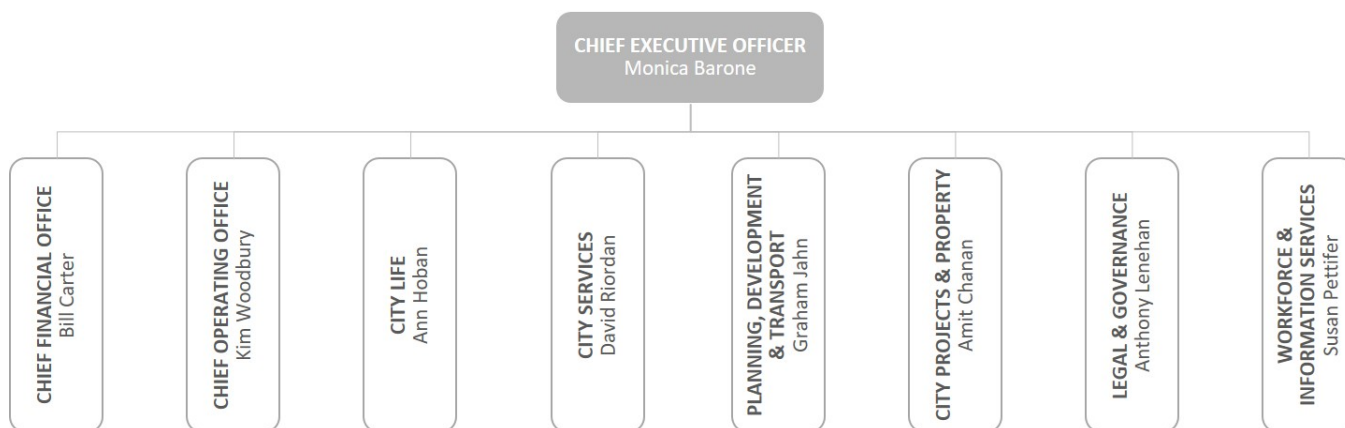 CHIEF EXECUTIVE OFFICER
Monica Barone
CHIEF FINANCIAL OFFICE
Bill Carter
CHIEF OPERATING OFFICE
Kim Woodbury
CITY LIFE
Ann Hoban
CITY SERVICES
David Riordan
PLANNING, DEVELOPMENT
& TRANSPORT
Graham Jahn
CITY PROJECTS & PROPERTY
Amit Chanan
LEGAL & GOVERNANCE
Anthony Lenehan
WORKFORCE &
INFORMATION SERVICES
Susan Pettifer